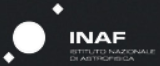 INAF
ISTITUTO NAZIONALE
DI ASTROFISICA